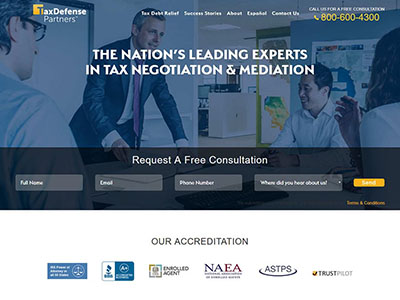 TaxDefense
Partners
Tax Debt Relief Success Stories About Español Contact Us
CALL US FOR A FREE CONSULTATION
800-600-4300
THE NATION'S LEADING EXPERTS
IN TAX NEGOTIATION & MEDIATION
Request A Free Consultation
Full Name Email Phone Number Where did you hear about us? Send
Terms & Conditions
OUR ACCREDITATION
BBB ACCREDITED BUSINESS A+ ENROLLED AGENT NAEA ASTPS TRUSTPILOT